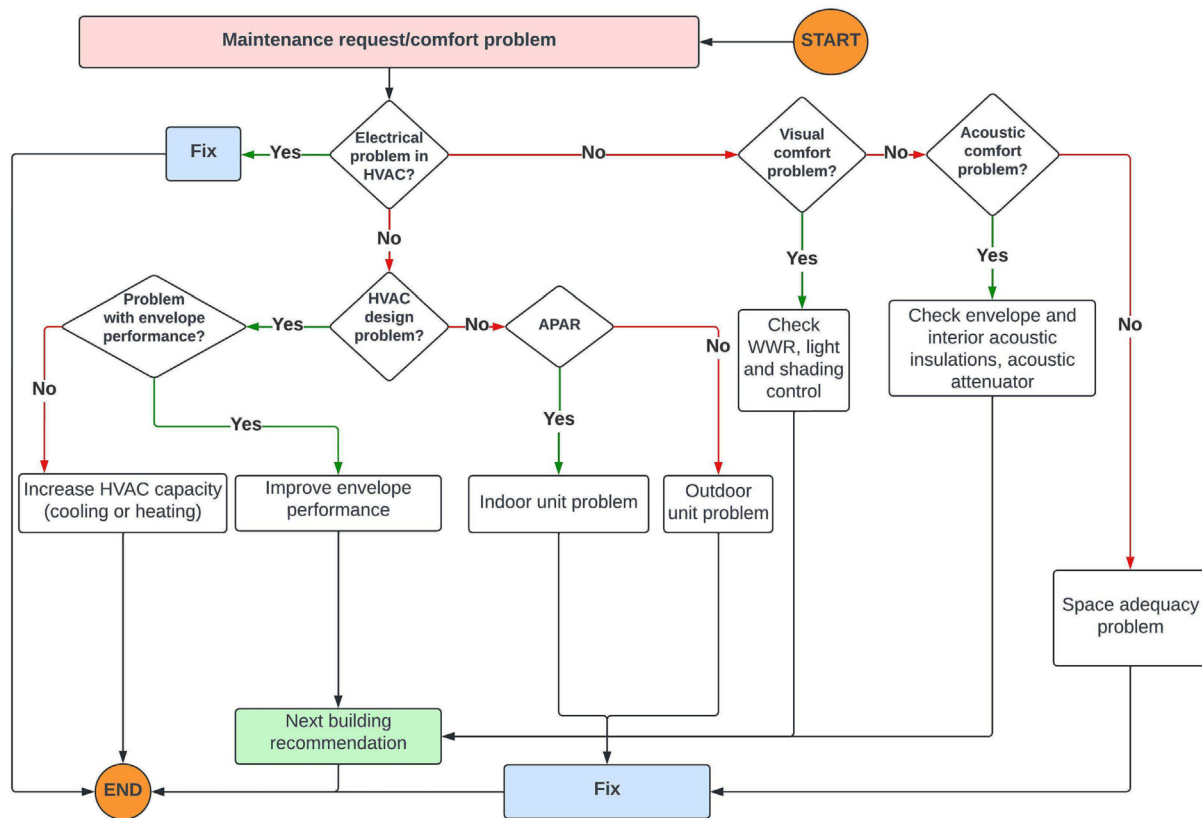 Maintenance request/comfort problem
START
Fix
Yes
Electrical
problem in
HVAC?
No
Visual
comfort
problem?
No
Acoustic
comfort
problem?
No
Yes
Yes
Problem
with envelope
performance?
Yes
HVAC
design
problem?
No
APAR
No
Check
WWR, light
and shading
control
Check envelope and
interior acoustic
insulations, acoustic
attenuator
No
No
Yes
Yes
Increase HVAC capacity
(cooling or heating)
Improve envelope
performance
Indoor unit problem
Outdoor
unit problem
Space adequacy
problem
Next building
recommendation
END
Fix